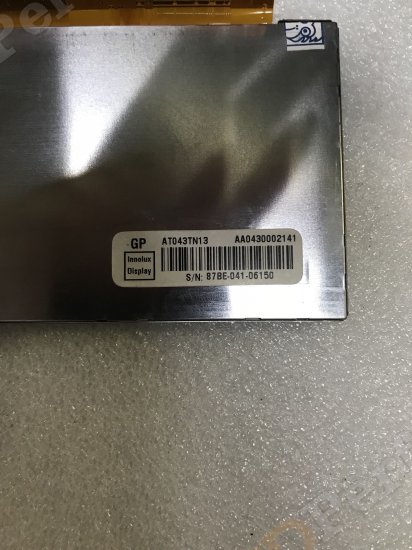 GP AT043TN13 AA0430002141
Innolux
Display
S/N: 87BE-041-06150